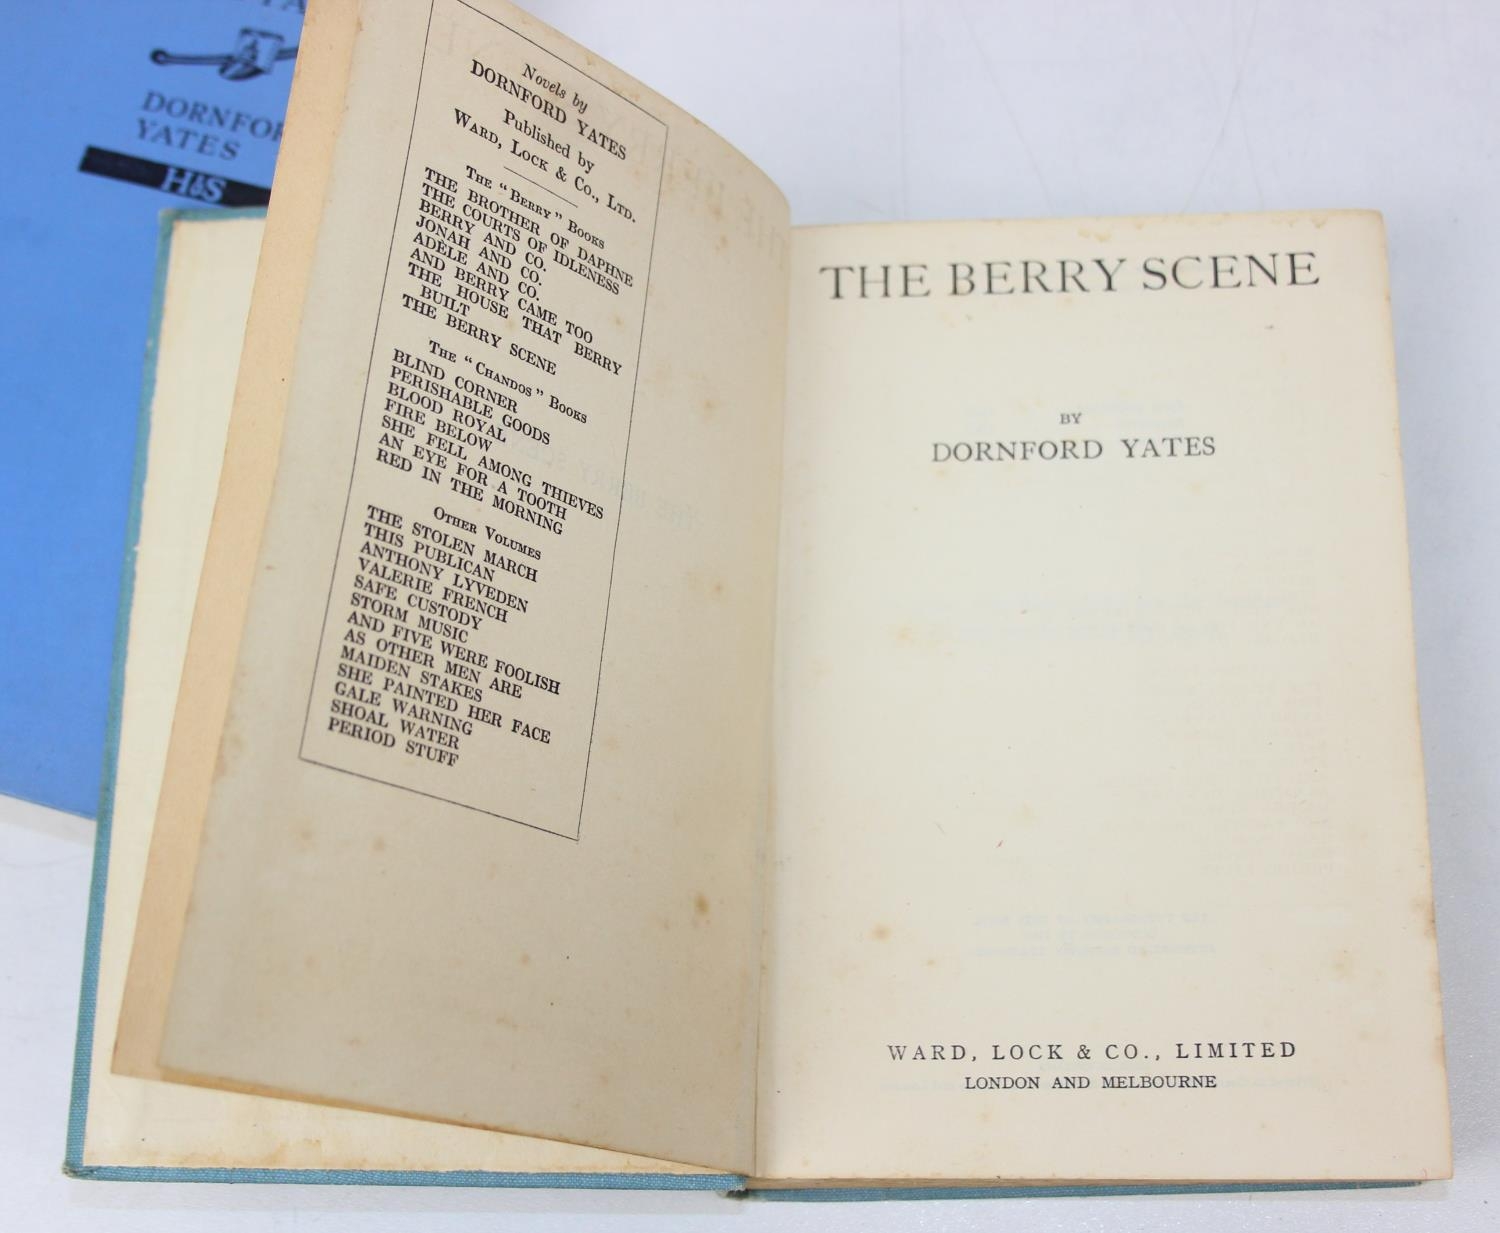 DORNFOR
YATES
H&S
Novels by
DORNFORD YATES
Published by
WARD, LOCK & CO., LTD.
THE "BERRY" BOOKS
THE BROTHER OF DAPHNE
THE COURTS OF IDLENESS
BERRY AND CO.
JONAH AND CO.
ADÈLE AND CO.
AND BERRY CAME TOO
THE HOUSE THAT BERRY
BUILT
THE BERRY SCENE
THE "CHANDOS" BOOKS
BLIND CORNER
PERISHABLE GOODS
BLOOD ROYAL
FIRE BELOW
SHE FELL AMONG THIEVES
AN EYE FOR A TOOTH
RED IN THE MORNING
OTHER VOLUMES
THE STOLEN MARCH
THIS PUBLICAN
ANTHONY LYVEDEN
VALERIE FRENCH
SAFE CUSTODY
STORM MUSIC
AND FIVE WERE FOOLISH
AS OTHER MEN ARE
MAIDEN STAKES
SHE PAINTED HER FACE
GALE WARNING
SHOAL WATER
PERIOD STUFF
THE BERRY SCENE
BY
DORNFORD YATES
WARD, LOCK & CO., LIMITED
LONDON AND MELBOURNE